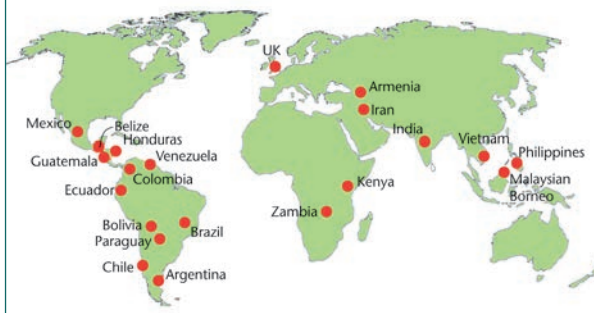 UK
Armenia
Iran
Mexico
Belize
Honduras
India
Vietnam
Philippines
Guatemala
Venezuela
Colombia
Malaysian
Borneo
Ecuador
Kenya
Zambia
Bolivia
Brazil
Paraguay
Chile
Argentina